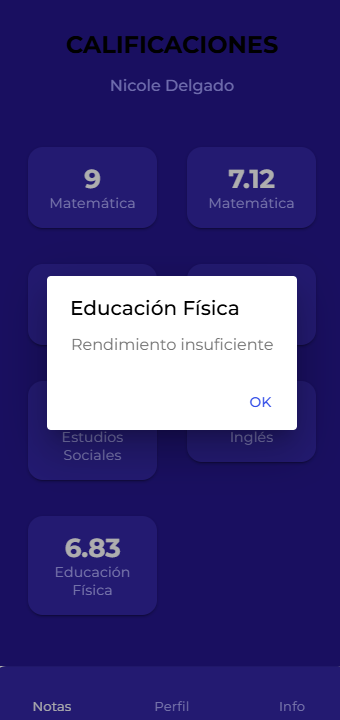 CALIFICACIONES
Nicole Delgado
9
Matemática
7.12
Matemática
Educación Física
Rendimiento insuficiente
OK
Estudios
Sociales
Inglés
6.83
Educación
Física
Notas
Perfil
Info